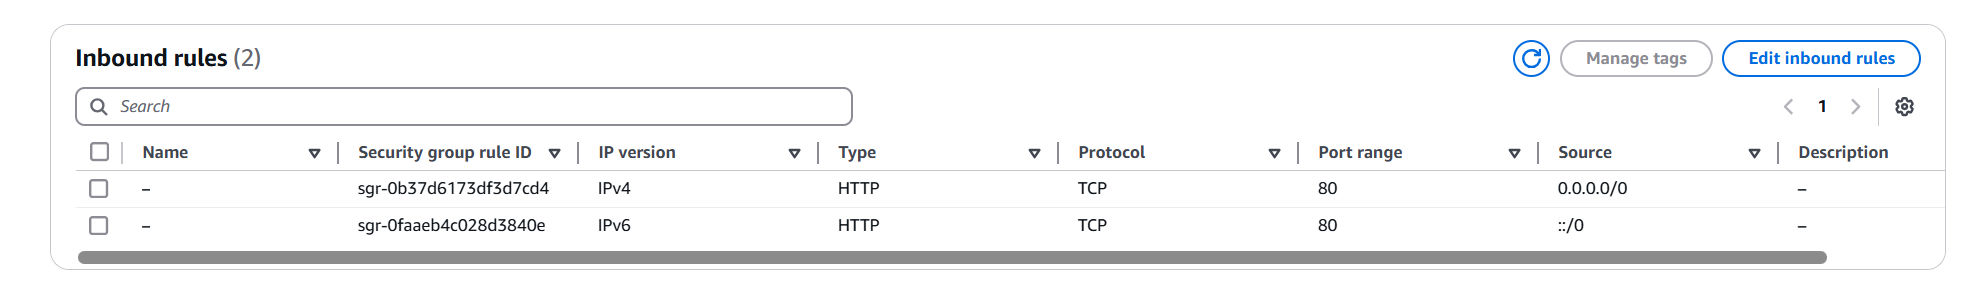 Inbound rules (2)
Manage tags
Edit inbound rules
Search
1
Name Security group rule ID IP version Type Protocol Port range Source Description
– sgr-0b37d6173df3d7cd4 IPv4 HTTP TCP 80 0.0.0.0/0 –
– sgr-0faaeb4c028d3840e IPv6 HTTP TCP 80 ::/0 –